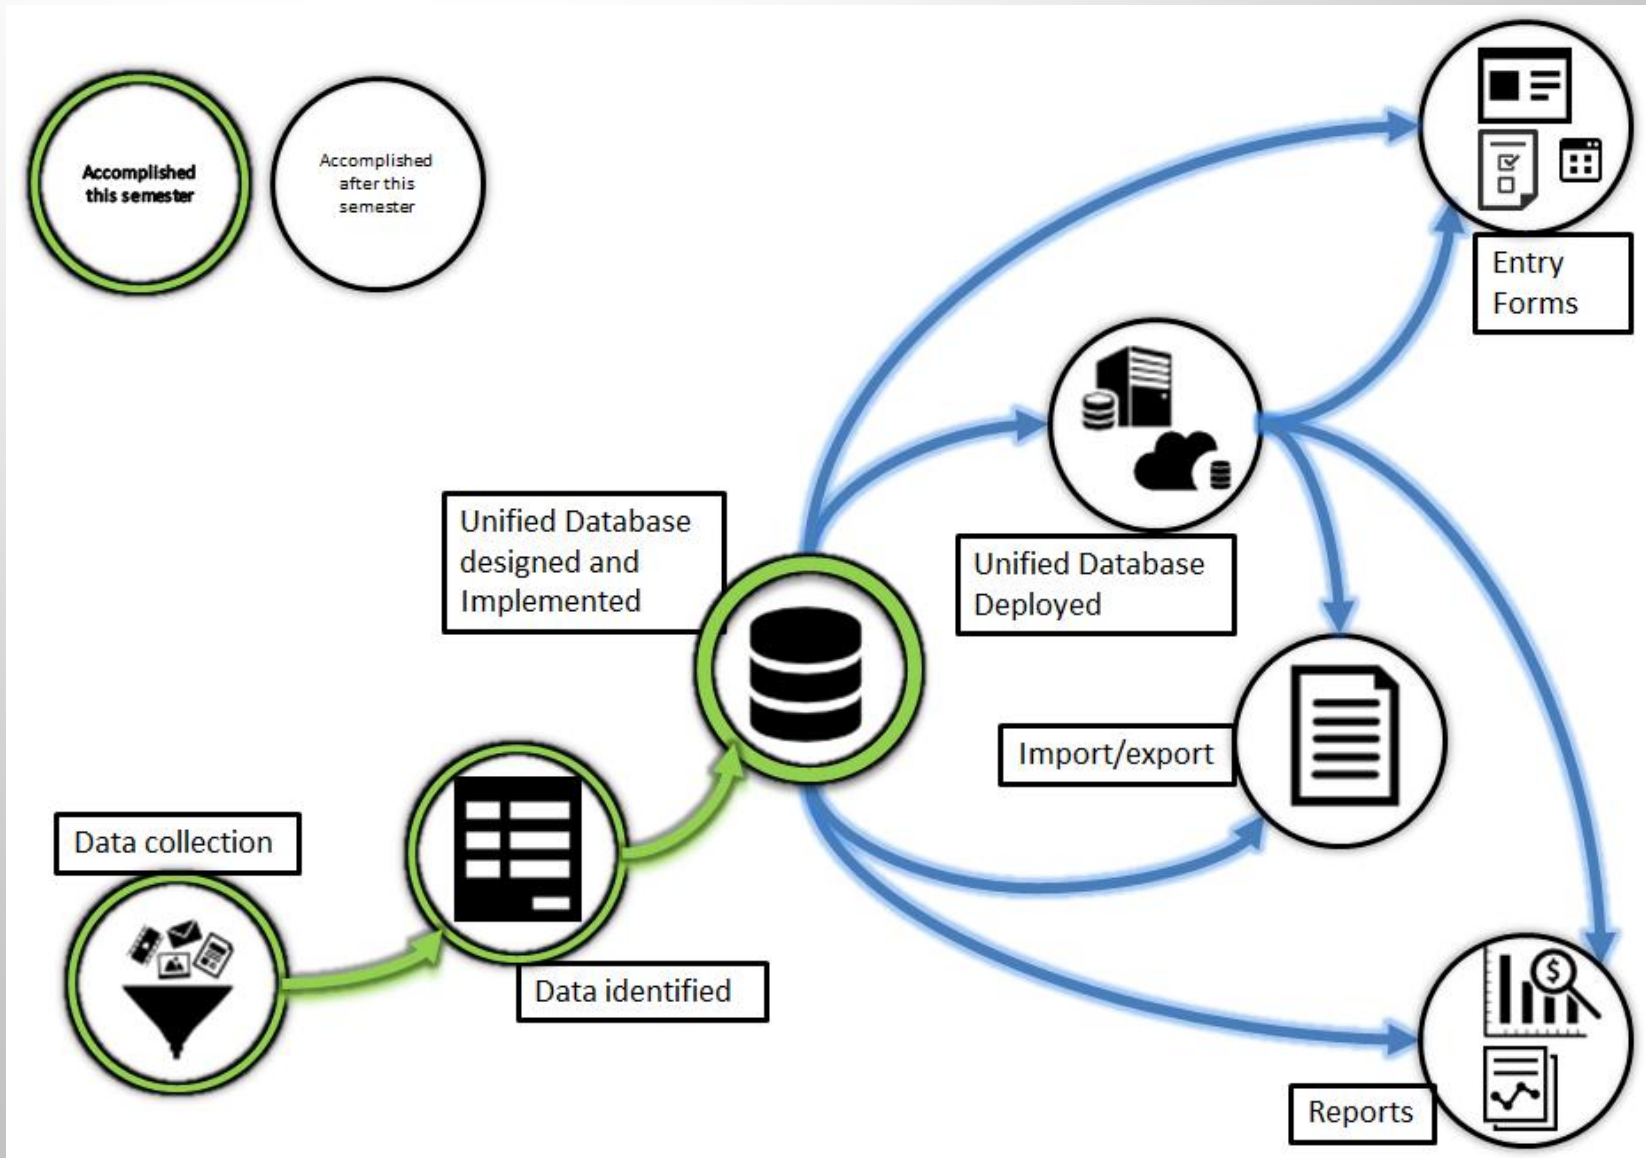 Accomplished
this semester
Accomplished
after this
semester
Entry
Forms
Unified Database
designed and
Implemented
Unified Database
Deployed
Import/export
Data collection
Data identified
Reports
$